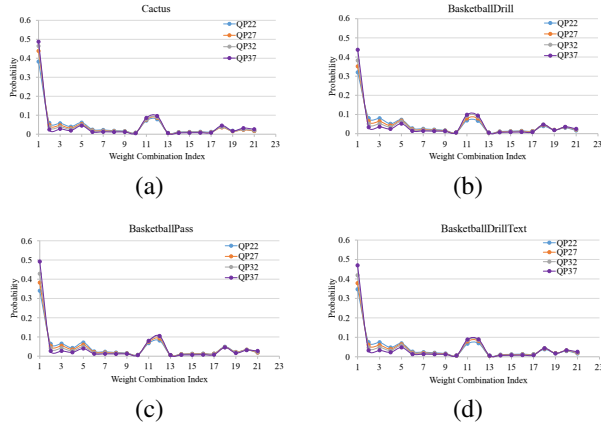 Cactus
0.6
0.5
0.4
0.3
0.2
0.1
0
Probability
1 3 5 7 9 11 13 15 17 19 21 23
Weight Combination Index
QP22
QP27
QP32
QP37
(a)
BasketballDrill
0.6
0.5
0.4
0.3
0.2
0.1
0
Probability
1 3 5 7 9 11 13 15 17 19 21 23
Weight Combination Index
QP22
QP27
QP32
QP37
(b)
BasketballPass
0.6
0.5
0.4
0.3
0.2
0.1
0
Probability
1 3 5 7 9 11 13 15 17 19 21 23
Weight Combination Index
QP22
QP27
QP32
QP37
(c)
BasketballDrillText
0.6
0.5
0.4
0.3
0.2
0.1
0
Probability
1 3 5 7 9 11 13 15 17 19 21 23
Weight Combination Index
QP22
QP27
QP32
QP37
(d)